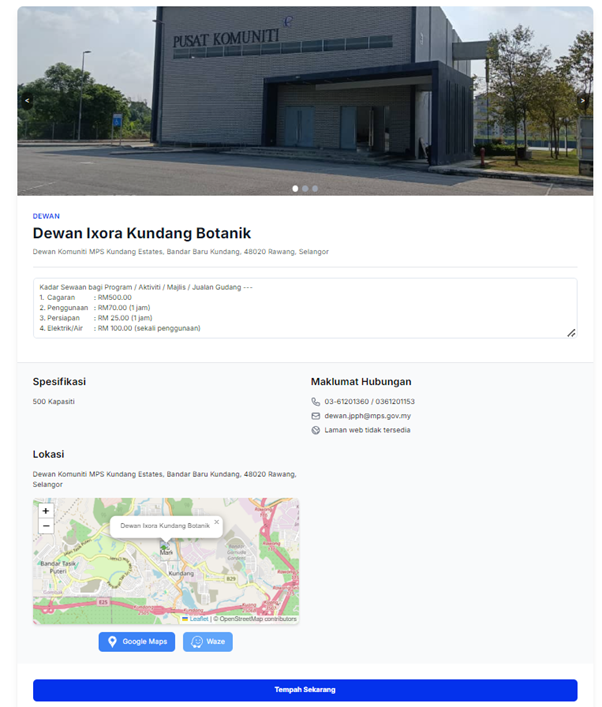 PUSAT KOMUNITI
<
>
DEWAN
Dewan Ixora Kundang Botanik
Dewan Komuniti MPS Kundang Estates, Bandar Baru Kundang, 48020 Rawang, Selangor
Kadar Sewaan bagi Program / Aktiviti / Majlis / Jualan Gudang ---
1. Cagaran : RM500.00
2. Penggunaan : RM70.00 (1 jam)
3. Persiapan : RM 25.00 (1 jam)
4. Elektrik/Air : RM 100.00 (sekali penggunaan)
Spesifikasi
500 Kapasiti
Maklumat Hubungan
03-61201360 / 0361201153
dewan.jpph@mps.gov.my
Laman web tidak tersedia
Lokasi
Dewan Komuniti MPS Kundang Estates, Bandar Baru Kundang, 48020 Rawang,
Selangor
+
−
Dewan Ixora Kundang Botanik
×
Mark
Bandar Tasik
Puteri
Kundang
B29
B25
Leaflet | © OpenStreetMap contributors
Google Maps
Waze
Tempah Sekarang